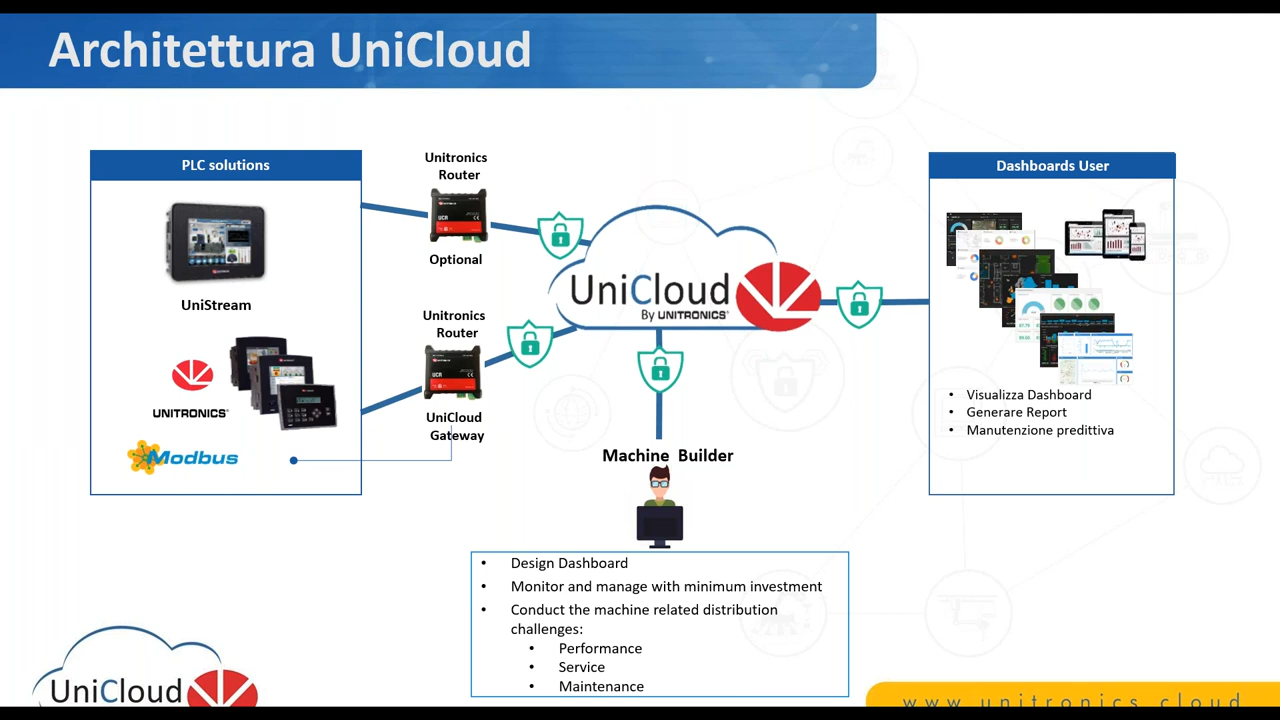 Architettura UniCloud
PLC solutions
UniStream
UNITRONICS®
Modbus
Unitronics
Router
UCR
Optional
Unitronics
Router
UCR
UniCloud
Gateway
UniCloud
By UNITRONICS®
Machine Builder
• Design Dashboard
• Monitor and manage with minimum investment
• Conduct the machine related distribution
challenges:
• Performance
• Service
• Maintenance
Dashboards User
• Visualizza Dashboard
• Generare Report
• Manutenzione predittiva
UniCloud
www.unitronics.cloud